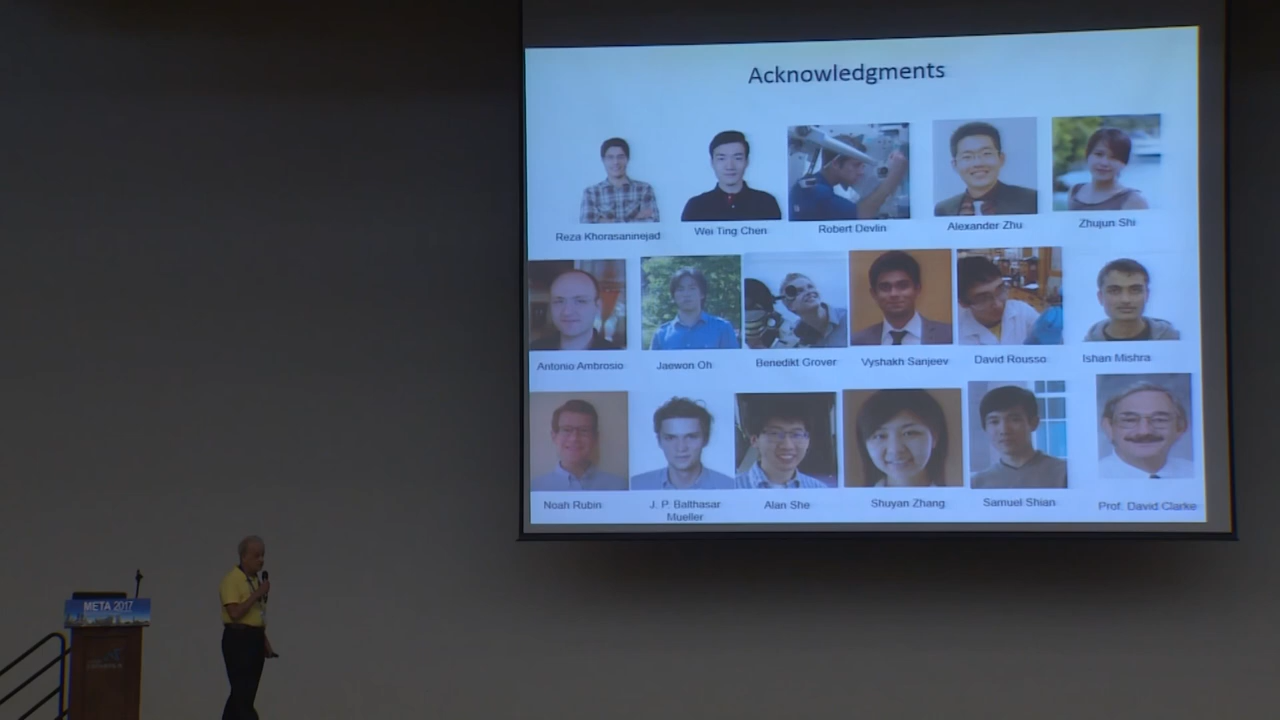 Acknowledgments
Reza Khorasaninejad
Wei Ting Chen
Robert Devlin
Alexander Zhu
Zhujun Shi
Antonio Ambrosio
Jaewon Oh
Benedikt Grover
Vyshakh Sanjeev
David Rousso
Ishan Mishra
Noah Rubin
J. P. Balthasar
Mueller
Alan She
Shuyan Zhang
Samuel Shian
Prof. David Clarke
META 2017